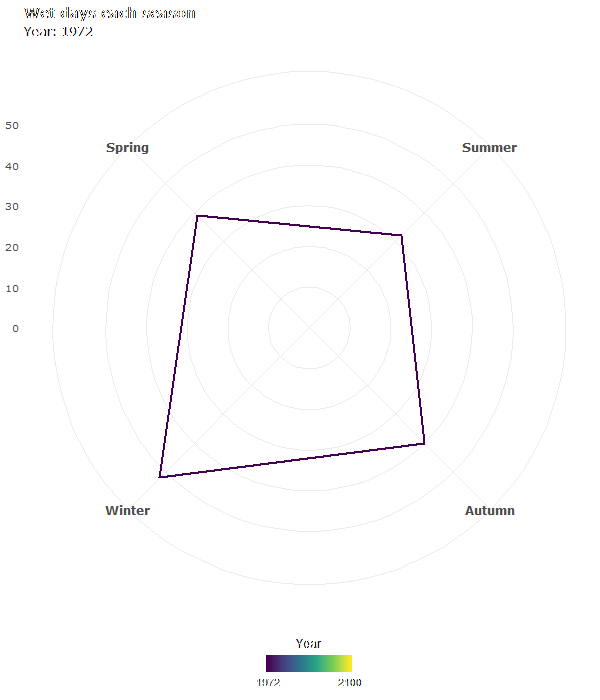 Wet days each season
Year: 1972
50
Spring
Summer
40
30
20
10
0
Winter
Autumn
Year
1972
2100